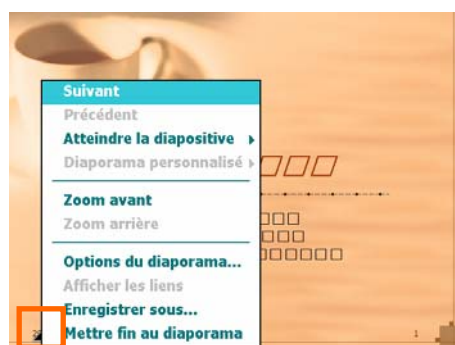 Suivant
Précédent
Atteindre la diapositive
Diaporama personnalisé
Zoom avant
Zoom arrière
Options du diaporama...
Afficher les liens
Enregistrer sous...
Mettre fin au diaporama
1